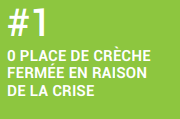 #1
0 PLACE DE CRÈCHE
FERMÉE EN RAISON
DE LA CRISE